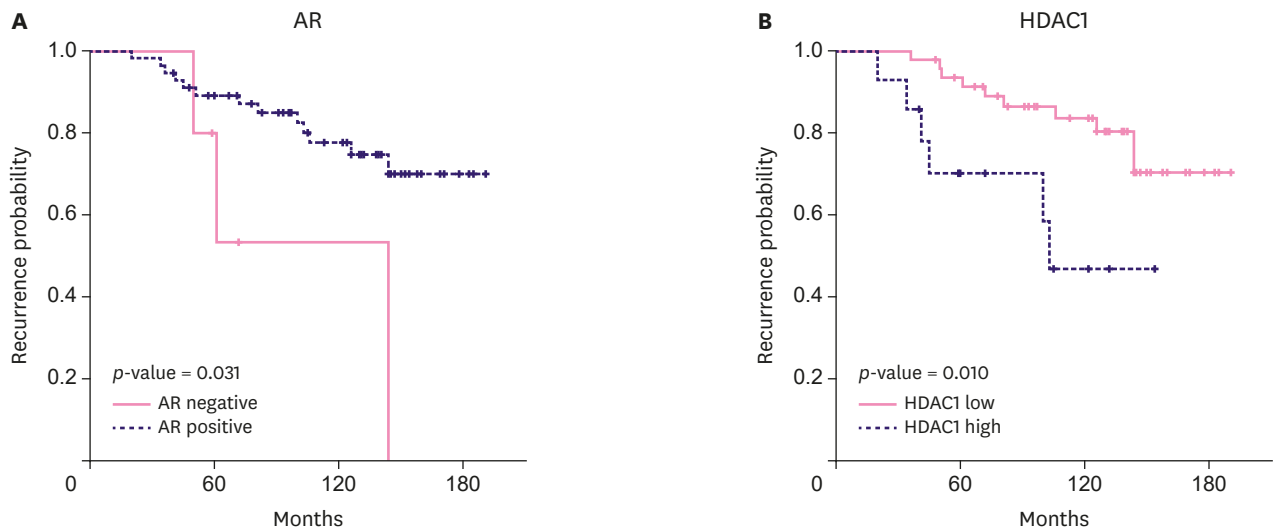 A
AR
Recurrence probability
1.0
0.8
0.6
0.4
0.2
0
60
120
180
Months
p-value = 0.031
AR negative
AR positive
B
HDAC1
Recurrence probability
1.0
0.8
0.6
0.4
0.2
0
60
120
180
Months
p-value = 0.010
HDAC1 low
HDAC1 high